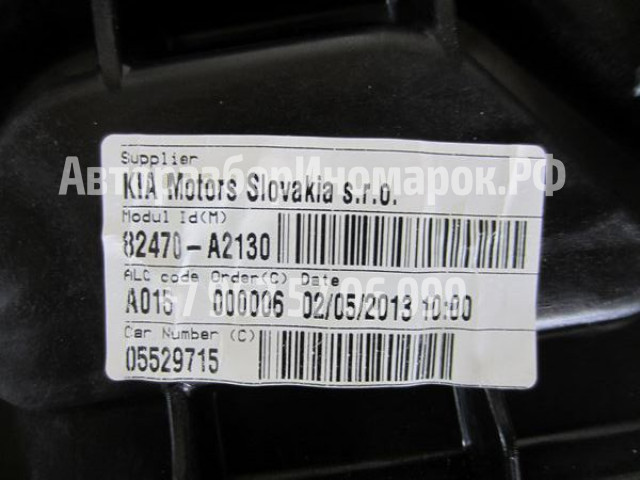 Supplier
АвторазборИномарок.РФ
KIA Motors Slovakia s.r.o.
Modul Id(M)
82470-A2130
ALC code Order(C) Date
A016 000006 02/05/2013 10:00
Car Number (C)
05529715